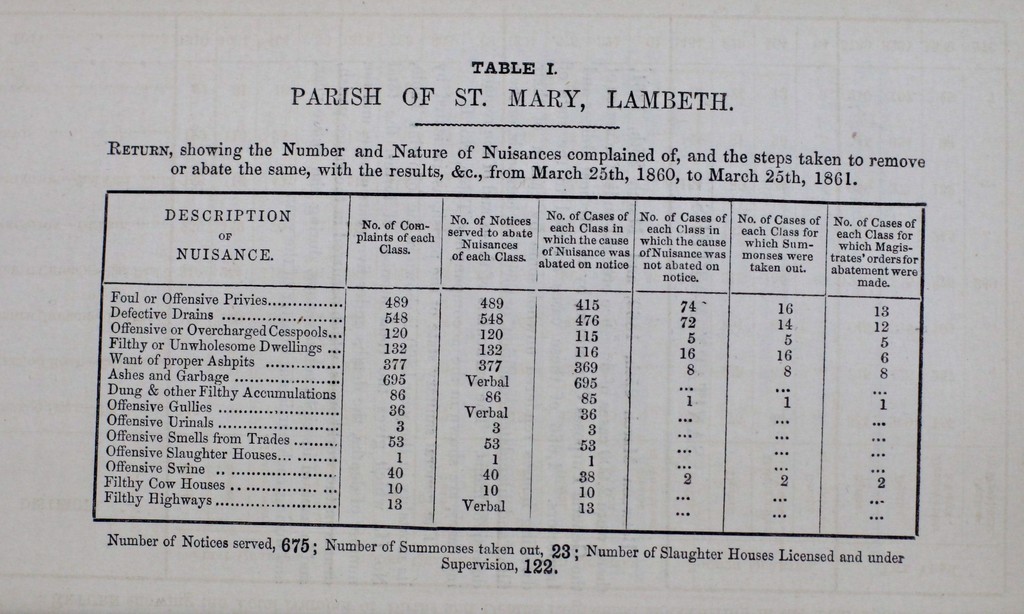 TABLE I.
PARISH OF ST. MARY, LAMBETH.
RETURN, showing the Number and Nature of Nuisances complained of, and the steps taken to remove
or abate the same, with the results, &c., from March 25th, 1860, to March 25th, 1861.
DESCRIPTION OF NUISANCE. | No. of Complaints of each Class. | No. of Notices served to abate Nuisances of each Class. | No. of Cases of each Class in which the cause of Nuisance was abated on notice | No. of Cases of each Class in which the cause of Nuisance was not abated on notice. | No. of Cases of each Class for which Summonses were taken out. | No. of Cases of each Class for which Magistrates' orders for abatement were made.
Foul or Offensive Privies............... 489 489 415 74 16 13
Defective Drains ........................ 548 548 476 72 14 12
Offensive or Overcharged Cesspools... 120 120 115 5 5 5
Filthy or Unwholesome Dwellings ... 132 132 116 16 16 6
Want of proper Ashpits ............... 377 377 369 8 8 8
Ashes and Garbage ..................... 695 Verbal 695 ... ... ...
Dung & other Filthy Accumulations 86 86 85 1 1 1
Offensive Gullies ........................ 36 Verbal 36 ... ... ...
Offensive Urinals ........................ 3 3 3 ... ... ...
Offensive Smells from Trades ......... 53 53 53 ... ... ...
Offensive Slaughter Houses............ 1 1 1 ... ... ...
Offensive Swine ........................ 40 40 38 2 2 2
Filthy Cow Houses ..................... 10 10 10 ... ... ...
Filthy Highways........................ 13 Verbal 13 ... ... ...
Number of Notices served, 675; Number of Summonses taken out, 23; Number of Slaughter Houses Licensed and under
Supervision, 122.